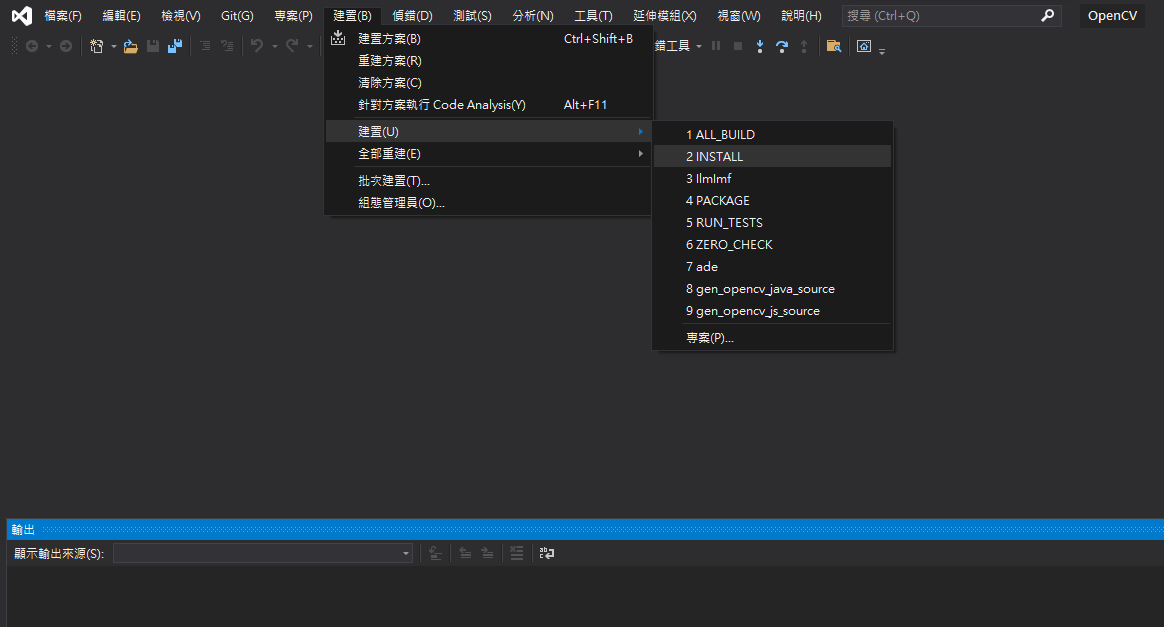 檔案(F) 編輯(E) 檢視(V) Git(G) 專案(P) 建置(B) 偵錯(D) 測試(S) 分析(N) 工具(T) 延伸模組(X) 視窗(W) 說明(H) 搜尋 (Ctrl+Q) OpenCV
建置方案(B) Ctrl+Shift+B
錯工具
重建方案(R)
清除方案(C)
針對方案執行 Code Analysis(Y) Alt+F11
建置(U)
全部重建(E)
批次建置(T)...
組態管理員(O)...
1 ALL_BUILD
2 INSTALL
3 IlmImf
4 PACKAGE
5 RUN_TESTS
6 ZERO_CHECK
7 ade
8 gen_opencv_java_source
9 gen_opencv_js_source
專案(P)...
輸出
顯示輸出來源(S):